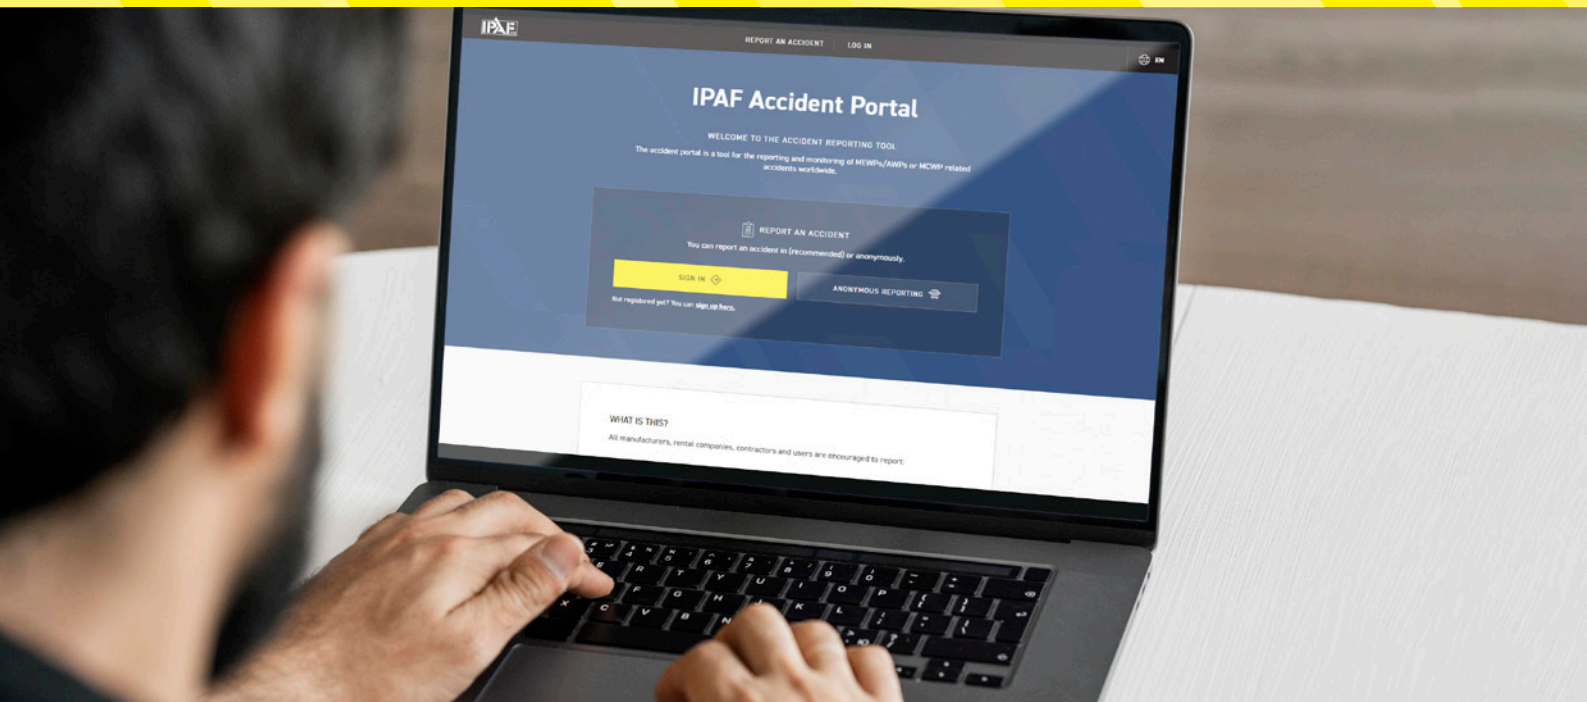 IPAF
REPORT AN ACCIDENT
LOG IN
EN
IPAF Accident Portal
WELCOME TO THE ACCIDENT REPORTING TOOL
The accident portal is a tool for the reporting and monitoring of MEWPs/AWPs or MCWP related
accidents worldwide.
REPORT AN ACCIDENT
You can report an accident in (recommended) or anonymously.
SIGN IN
ANONYMOUS REPORTING
Not registered yet? You can sign up here.
WHAT IS THIS?
All manufacturers, rental companies, contractors and users are encouraged to report:
E R T Y U I O P
F G H J K L
X C V B N